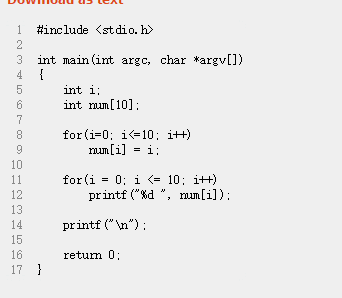 Download as text
1 #include <stdio.h>
2
3 int main(int argc, char *argv[])
4 {
5     int i;
6     int num[10];
7
8     for(i=0; i<=10; i++)
9         num[i] = i;
10
11     for(i = 0; i <= 10; i++)
12         printf("%d ", num[i]);
13
14     printf("\n");
15
16     return 0;
17 }